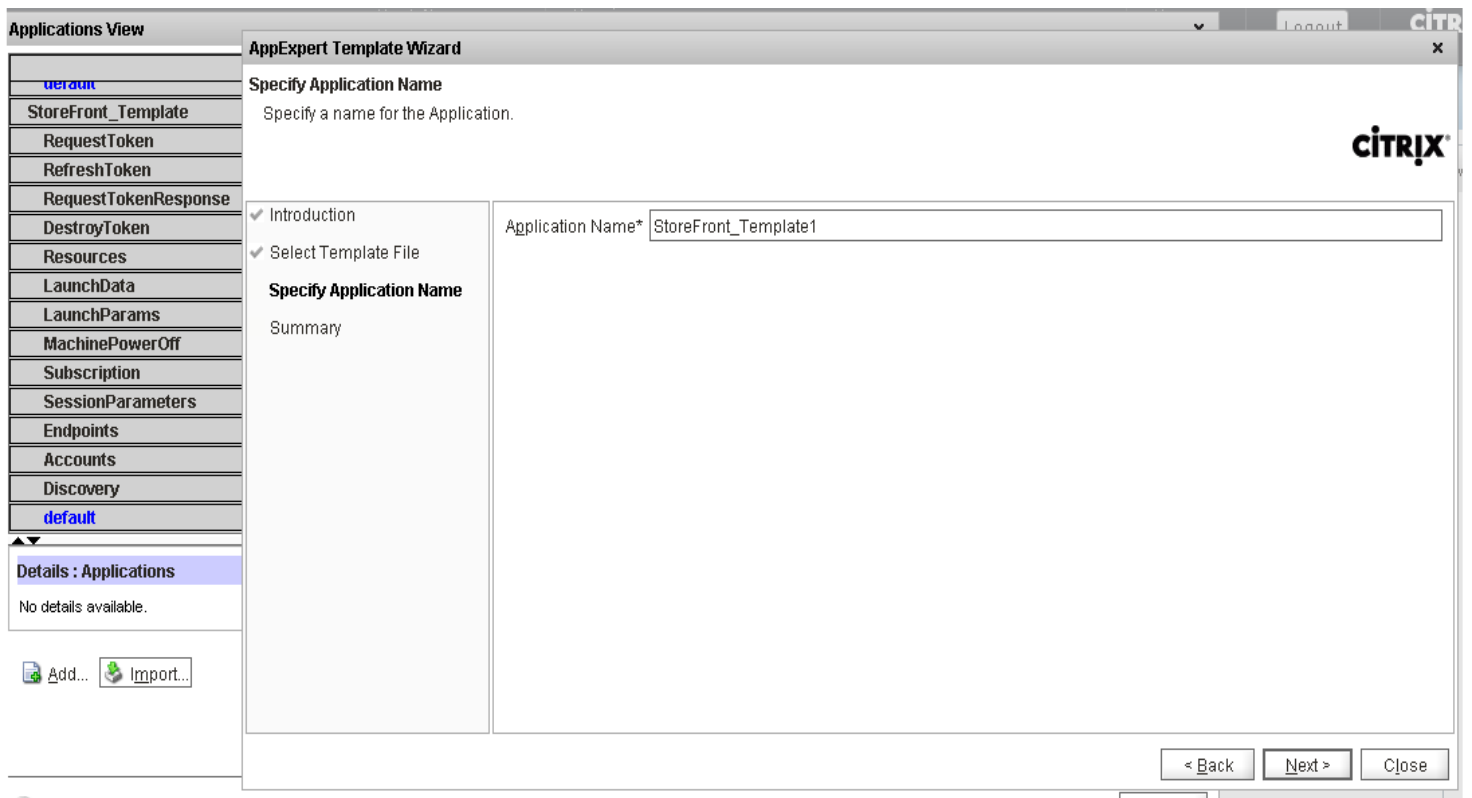 Applications View
Logout
AppExpert Template Wizard
x
default
Specify Application Name
Specify a name for the Application.
CITRIX
StoreFront_Template
RequestToken
RefreshToken
RequestTokenResponse
DestroyToken
Resources
LaunchData
LaunchParams
MachinePowerOff
Subscription
SessionParameters
Endpoints
Accounts
Discovery
default
Introduction
Select Template File
Specify Application Name
Summary
Application Name* StoreFront_Template1
Details : Applications
No details available.
Add... Import...
< Back Next > Close